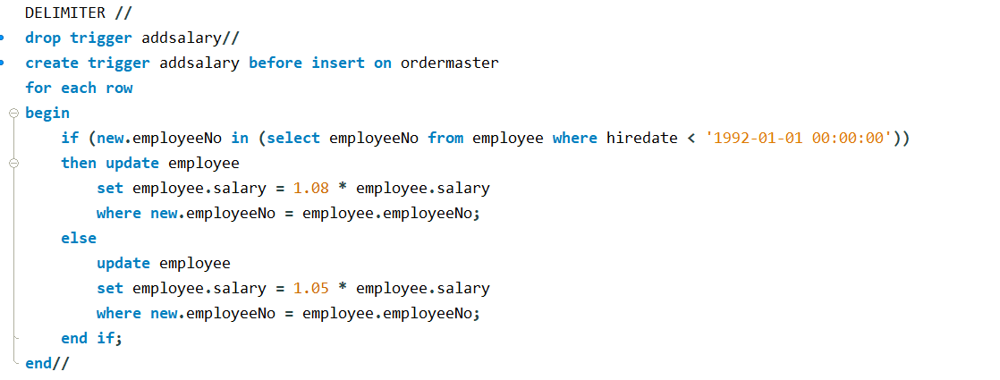 DELIMITER //
drop trigger addsalary//
create trigger addsalary before insert on ordermaster
for each row
begin
    if (new.employeeNo in (select employeeNo from employee where hiredate < '1992-01-01 00:00:00'))
    then update employee
        set employee.salary = 1.08 * employee.salary
        where new.employeeNo = employee.employeeNo;
    else
        update employee
        set employee.salary = 1.05 * employee.salary
        where new.employeeNo = employee.employeeNo;
    end if;
end//